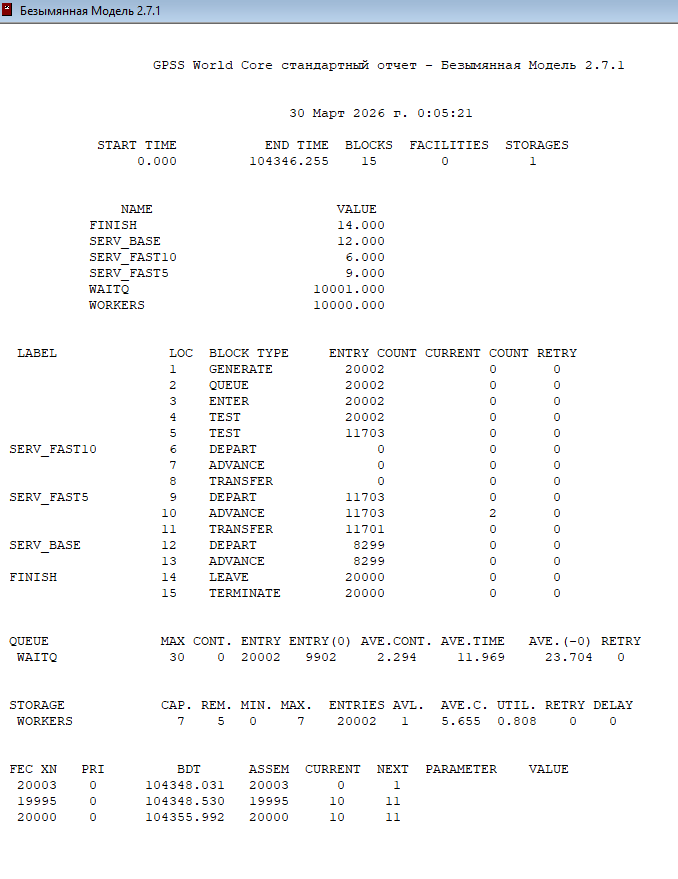 Безымянная Модель 2.7.1
GPSS World Core стандартный отчет - Безымянная Модель 2.7.1
30 Март 2026 г. 0:05:21
START TIME END TIME BLOCKS FACILITIES STORAGES
0.000 104346.255 15 0 1
NAME VALUE
FINISH 14.000
SERV_BASE 12.000
SERV_FAST10 6.000
SERV_FAST5 9.000
WAITQ 10001.000
WORKERS 10000.000
LABEL LOC BLOCK TYPE ENTRY COUNT CURRENT COUNT RETRY
1 GENERATE 20002 0 0
2 QUEUE 20002 0 0
3 ENTER 20002 0 0
4 TEST 20002 0 0
5 TEST 11703 0 0
SERV_FAST10 6 DEPART 0 0 0
7 ADVANCE 0 0 0
8 TRANSFER 0 0 0
SERV_FAST5 9 DEPART 11703 0 0
10 ADVANCE 11703 2 0
11 TRANSFER 11701 0 0
SERV_BASE 12 DEPART 8299 0 0
13 ADVANCE 8299 0 0
FINISH 14 LEAVE 20000 0 0
15 TERMINATE 20000 0 0
QUEUE MAX CONT. ENTRY ENTRY(0) AVE.CONT. AVE.TIME AVE.(-0) RETRY
WAITQ 30 0 20002 9902 2.294 11.969 23.704 0
STORAGE CAP. REM. MIN. MAX. ENTRIES AVL. AVE.C. UTIL. RETRY DELAY
WORKERS 7 5 0 7 20002 1 5.655 0.808 0 0
FEC XN PRI BDT ASSEM CURRENT NEXT PARAMETER VALUE
20003 0 104348.031 20003 0 1
19995 0 104348.530 19995 10 11
20000 0 104355.992 20000 10 11